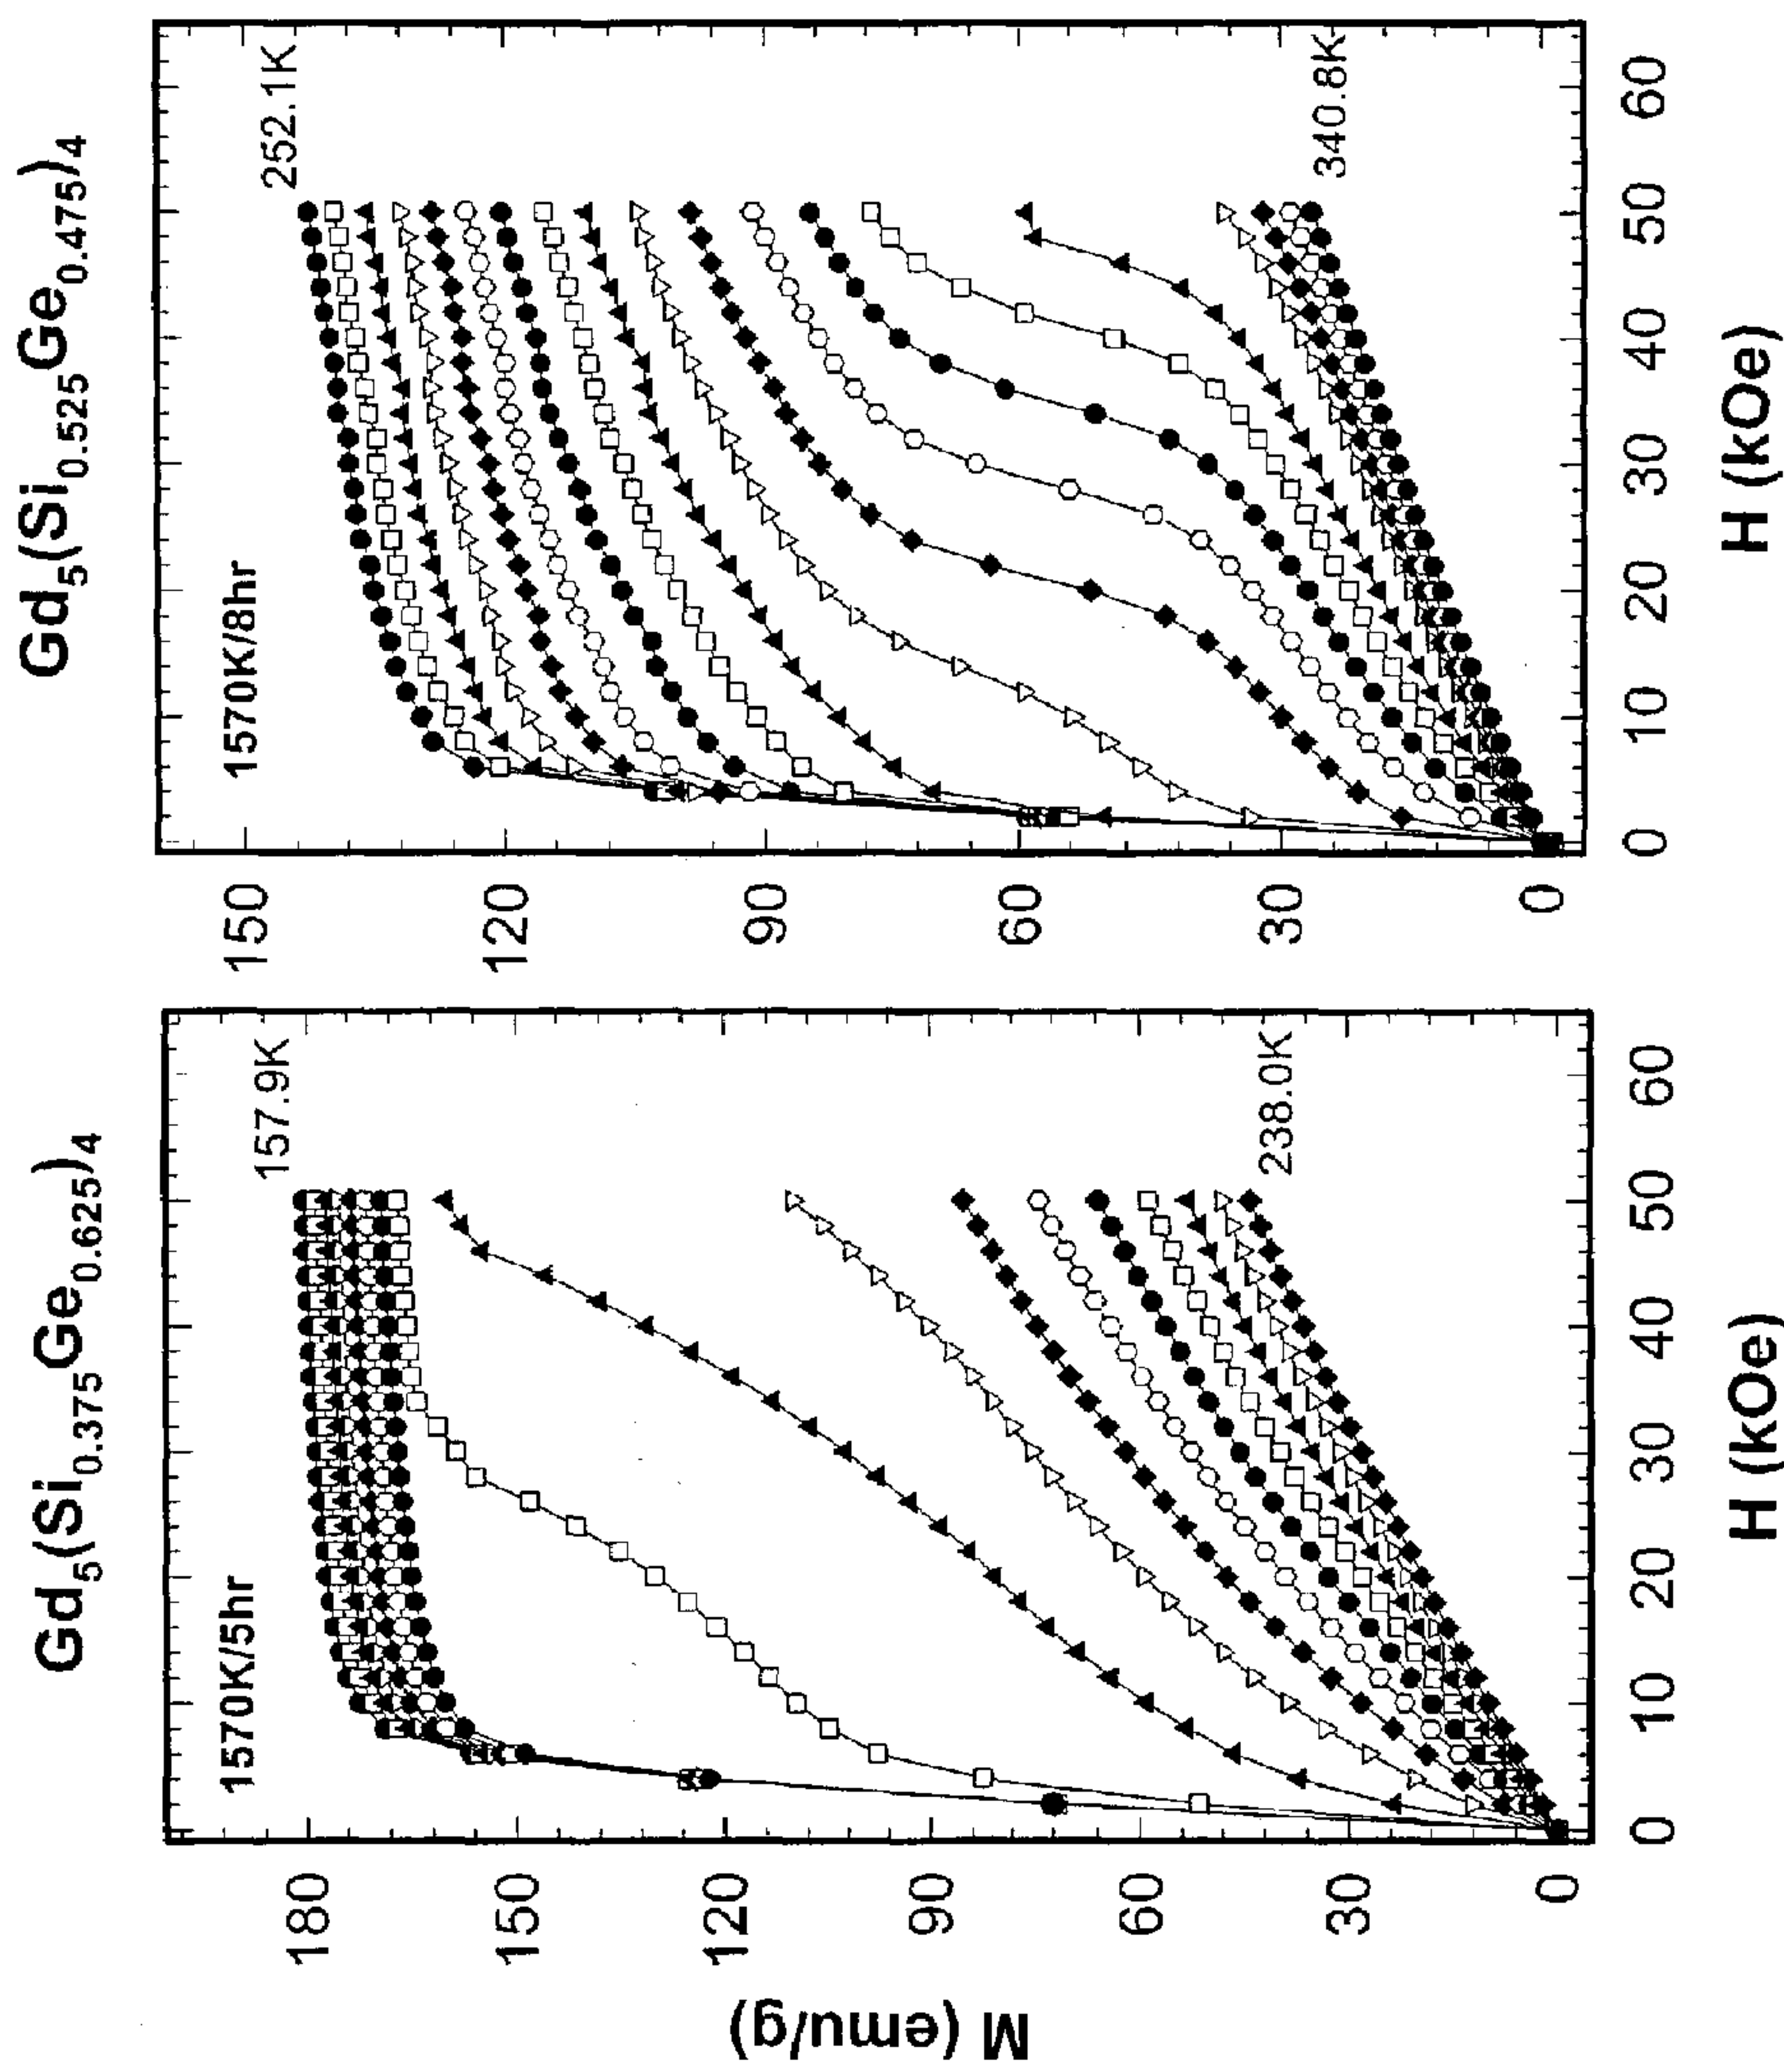 Gd5(Si0.375Ge0.625)4
1570K/5hr
157.9K
238.0K
180
150
120
90
60
30
0
M (emu/g)
0 10 20 30 40 50 60
H (kOe)
Gd5(Si0.525Ge0.475)4
1570K/8hr
252.1K
340.8K
150
120
90
60
30
0
0 10 20 30 40 50 60
H (kOe)